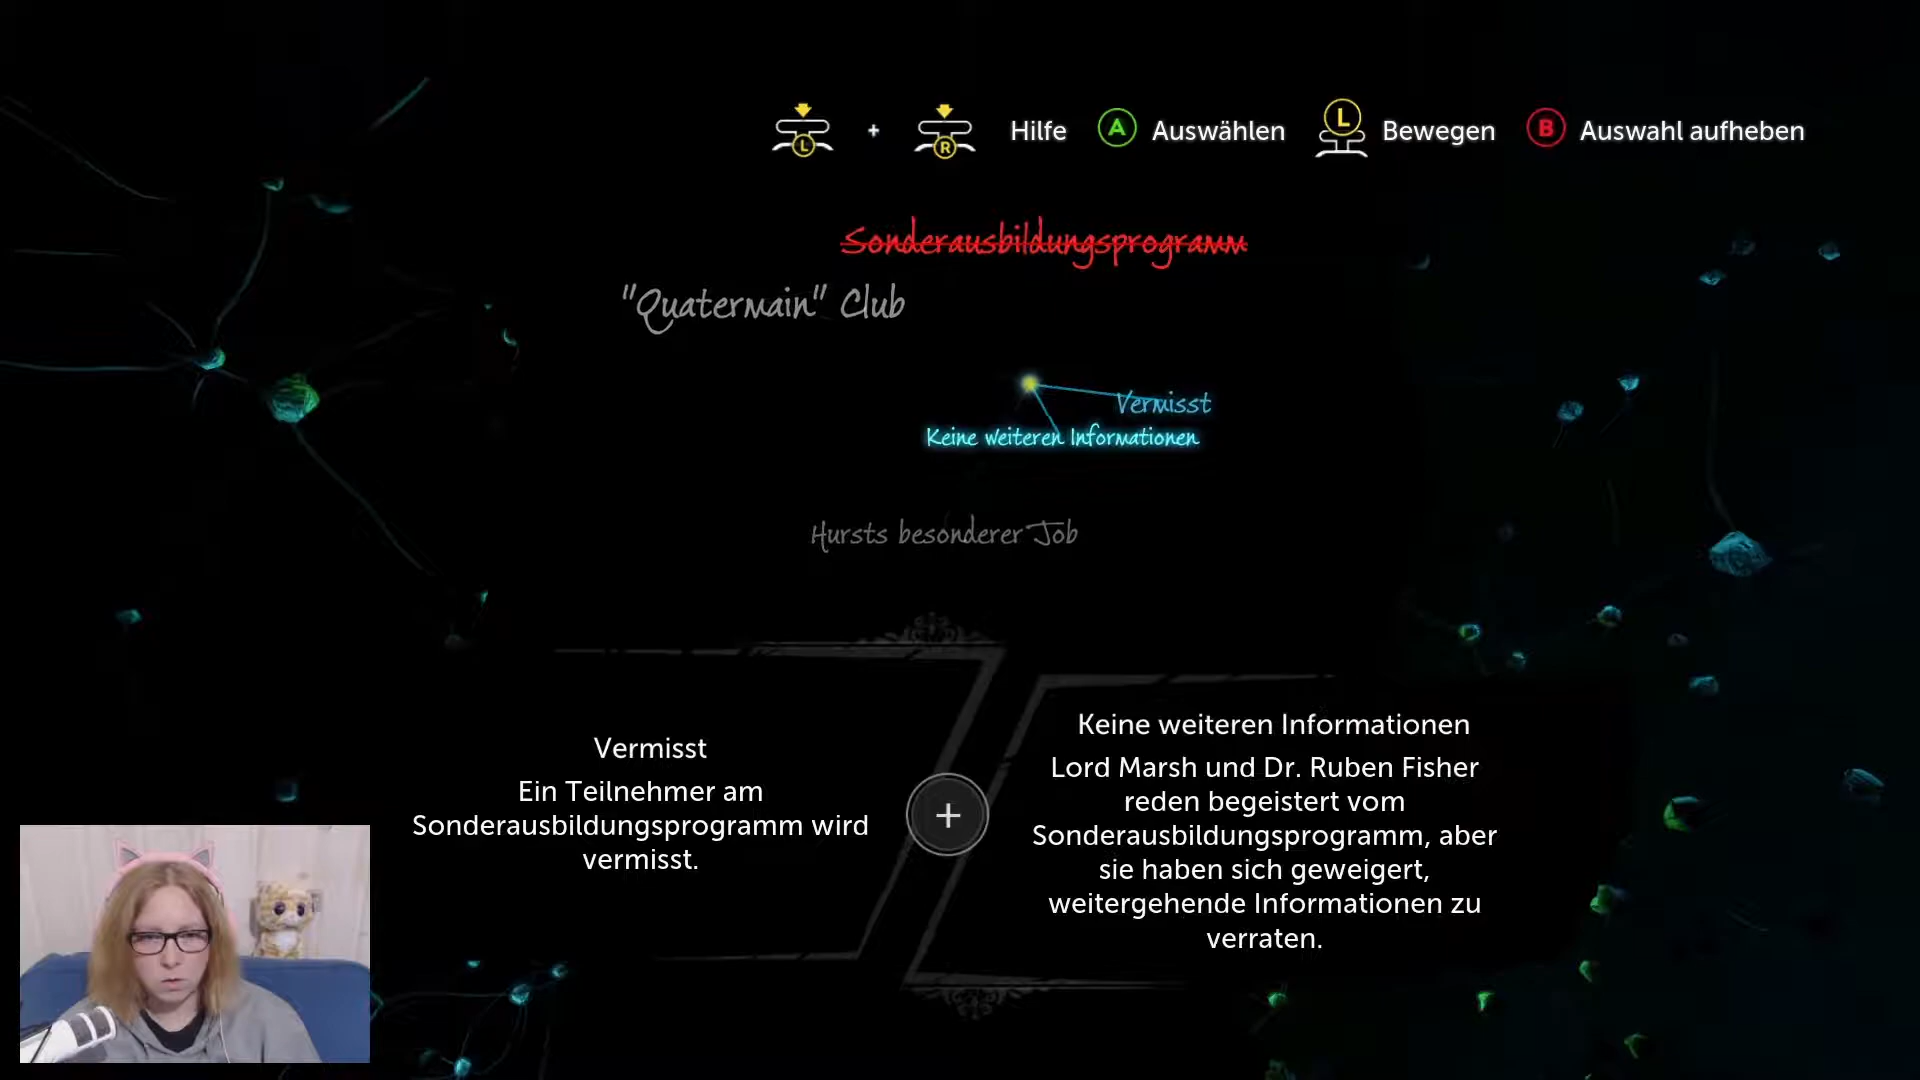 L + R Hilfe A Auswählen L Bewegen B Auswahl aufheben
Sonderausbildungsprogramm
"Quatermain" Club
Vermisst
Keine weiteren Informationen
Hursts besonderer Job
Vermisst
Ein Teilnehmer am
Sonderausbildungsprogramm wird
vermisst.
+
Keine weiteren Informationen
Lord Marsh und Dr. Ruben Fisher
reden begeistert vom
Sonderausbildungsprogramm, aber
sie haben sich geweigert,
weitergehende Informationen zu
verraten.